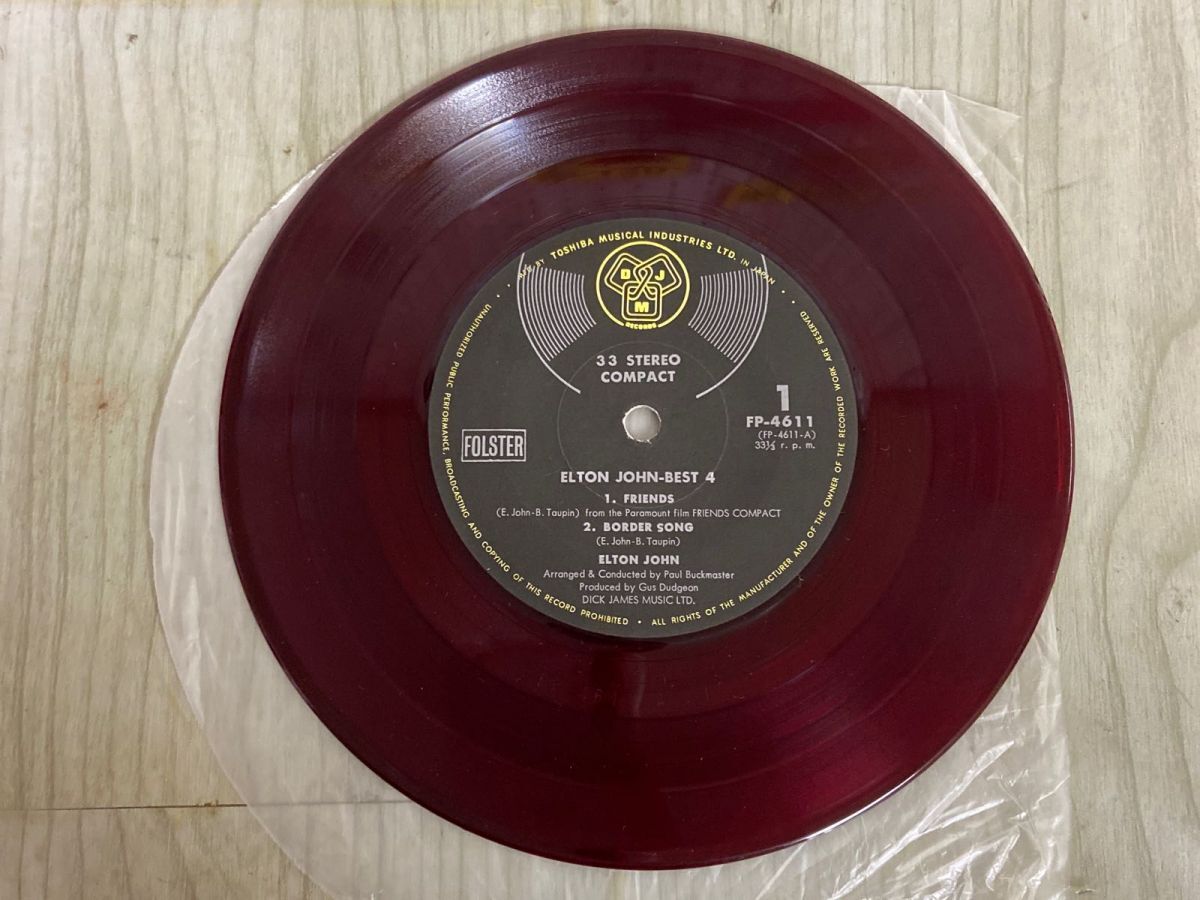 MFD. BY TOSHIBA MUSICAL INDUSTRIES LTD. IN JAPAN
DJM
RECORDS
33 STEREO
COMPACT
1
FP-4611
(FP-4611-A)
33⅓ r. p. m.
FOLSTER
ELTON JOHN-BEST 4
1. FRIENDS
(E. John-B. Taupin) from the Paramount film FRIENDS COMPACT
2. BORDER SONG
(E. John-B. Taupin)
ELTON JOHN
Arranged & Conducted by Paul Buckmaster
Produced by Gus Dudgeon
DICK JAMES MUSIC LTD.
UNAUTHORIZED PUBLIC PERFORMANCE, BROADCASTING AND COPYING OF THIS RECORD PROHIBITED • ALL RIGHTS OF THE MANUFACTURER AND OF THE OWNER OF THE RECORDED WORK ARE RESERVED